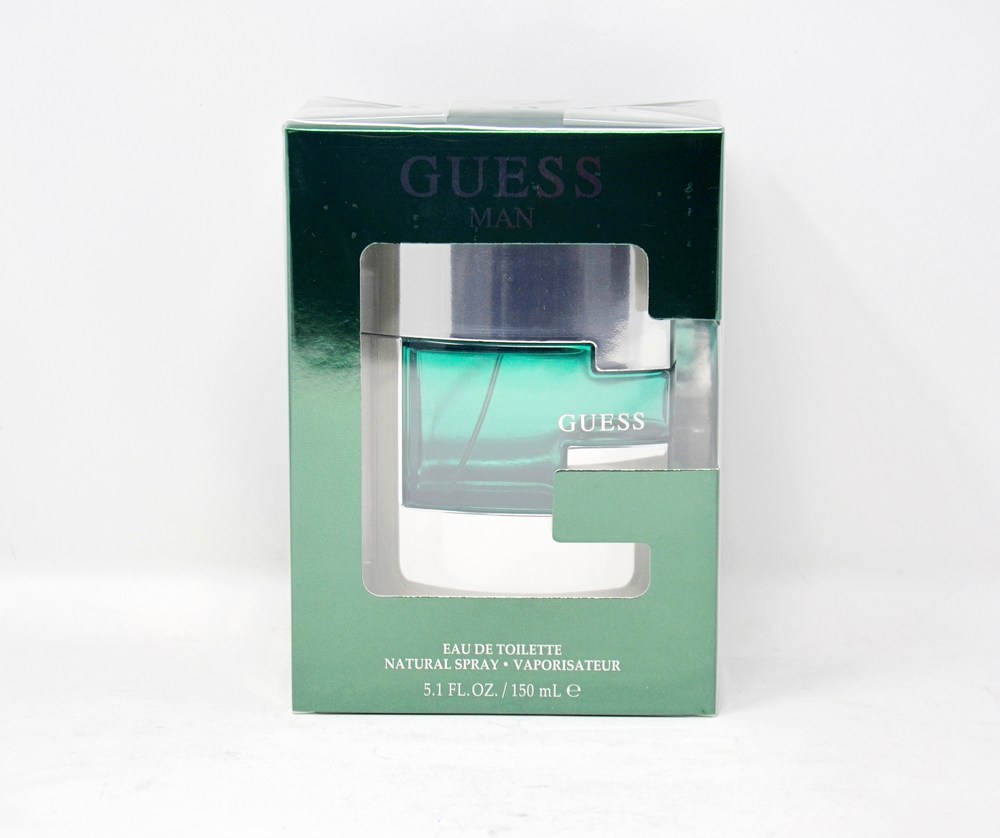 GUESS
MAN
GUESS
EAU DE TOILETTE
NATURAL SPRAY • VAPORISATEUR
5.1 FL.OZ. / 150 mL ℮